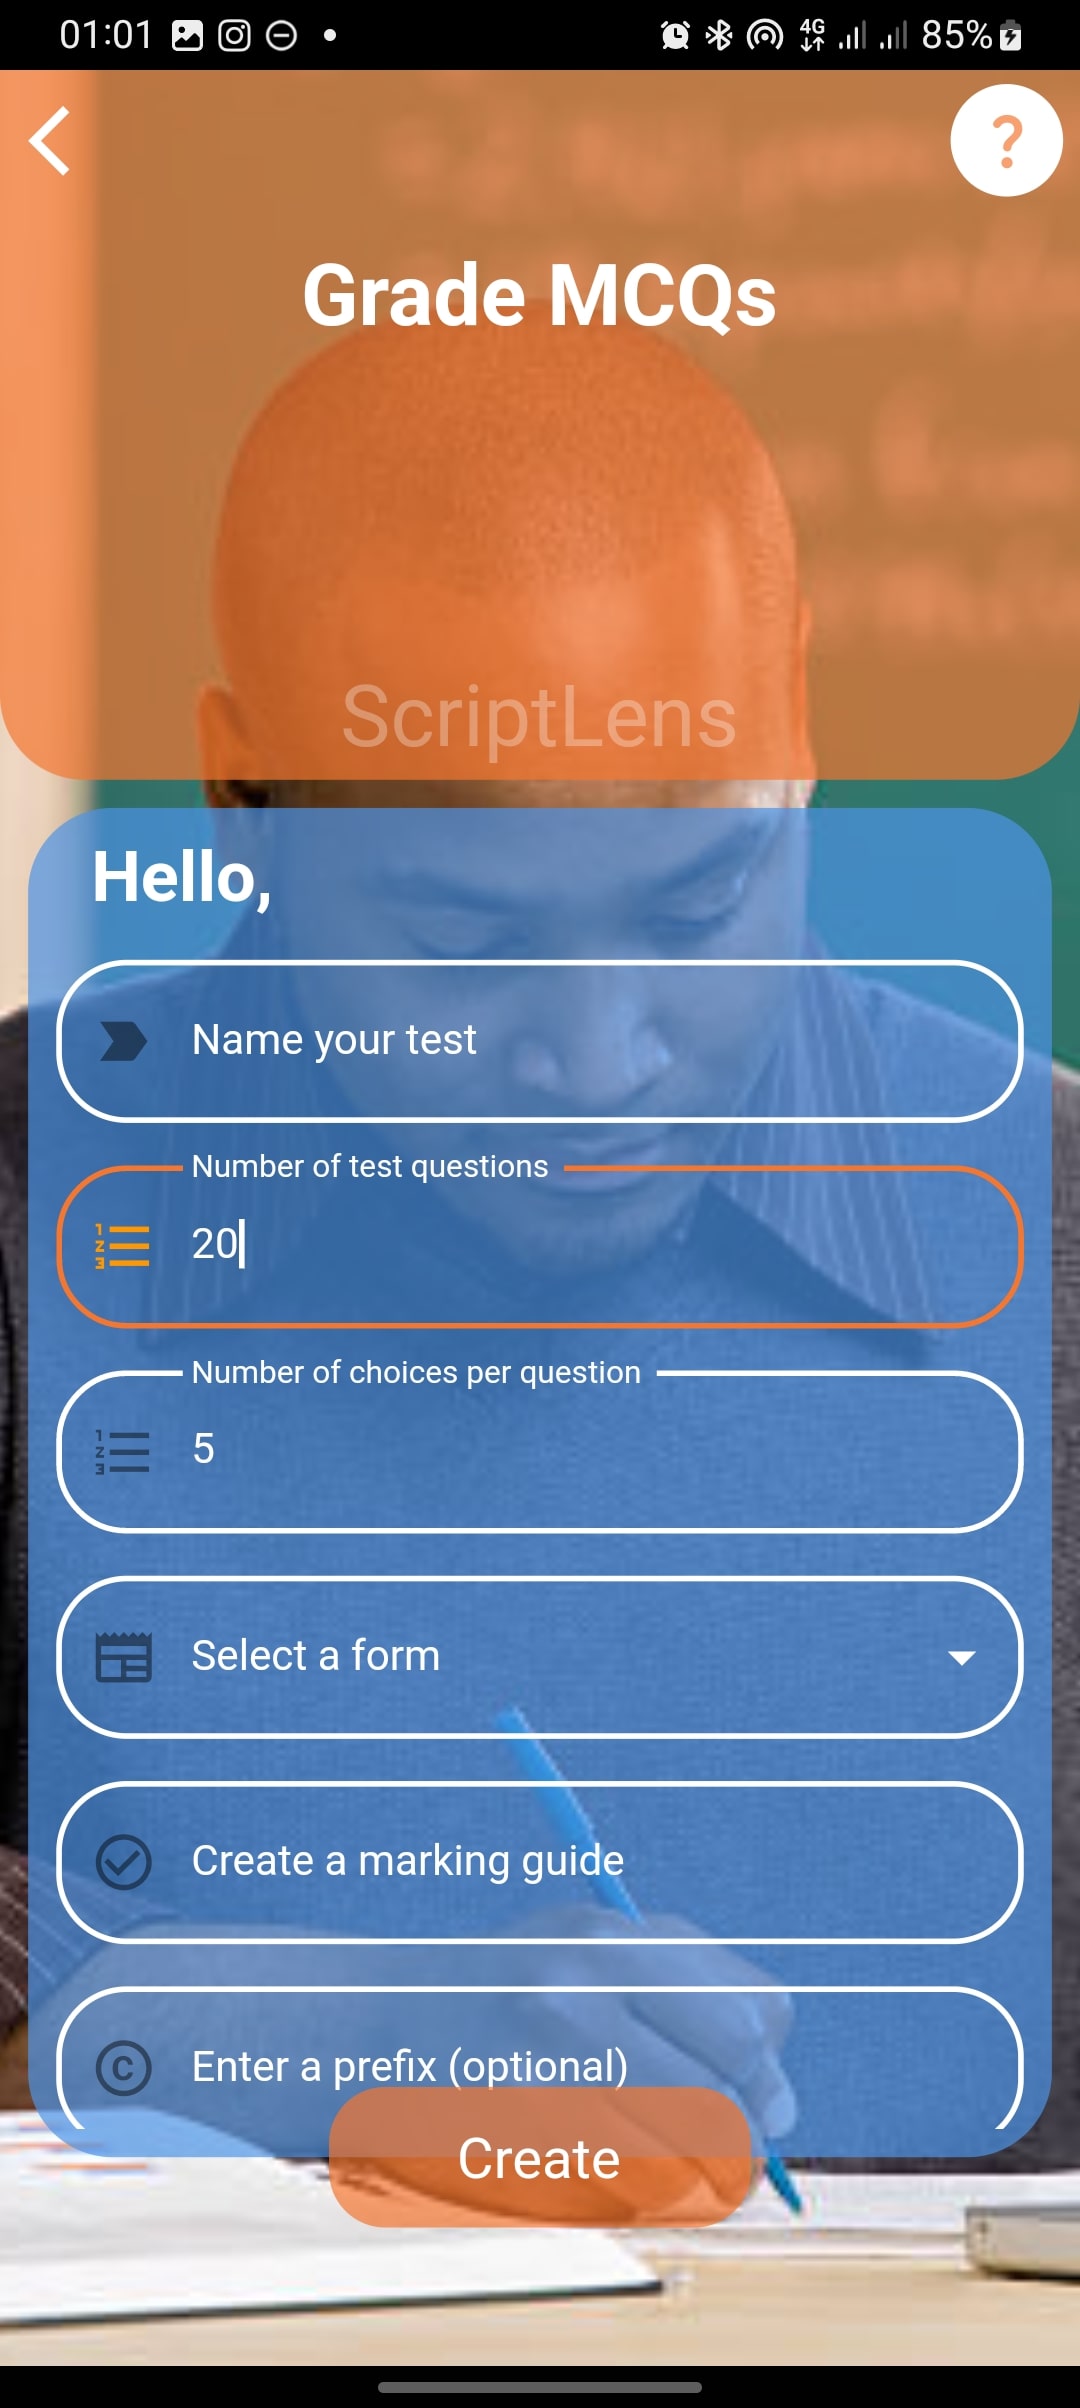 01:01
4G
85%
?
Grade MCQs
ScriptLens
Hello,
Name your test
Number of test questions
20
Number of choices per question
5
Select a form
Create a marking guide
Enter a prefix (optional)
Create